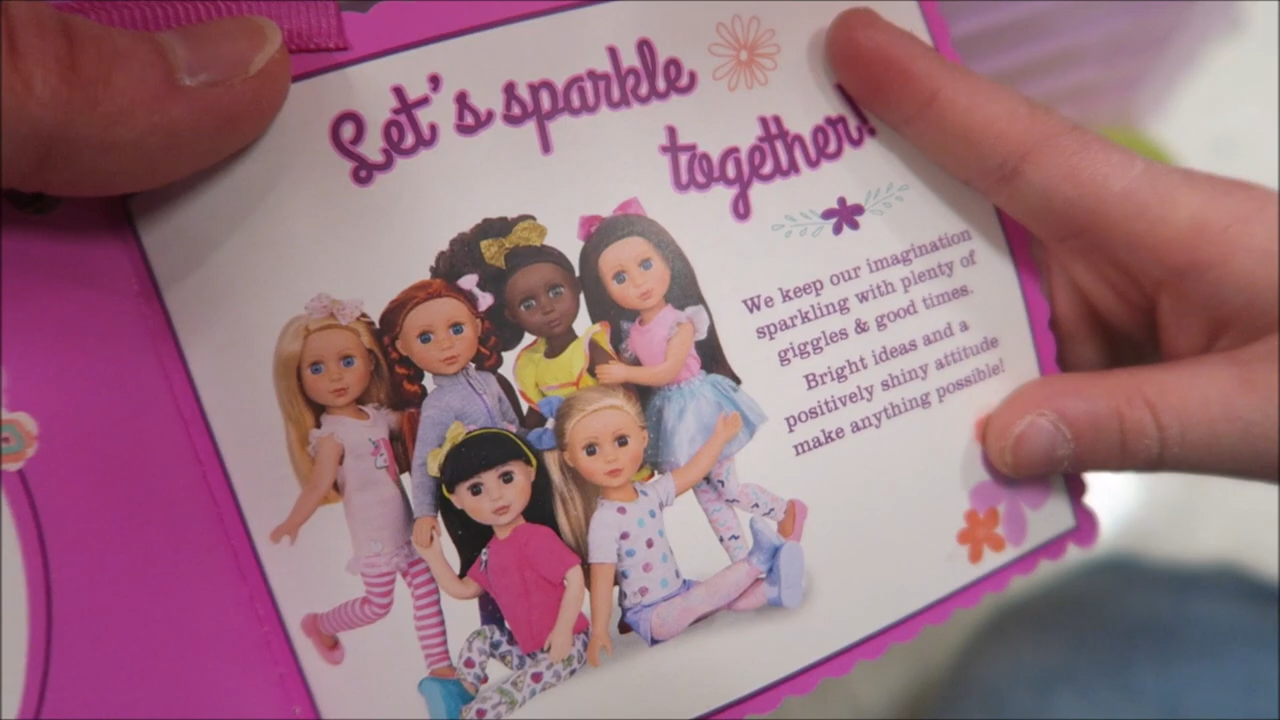 Let's sparkle
together!
We keep our imagination
sparkling with plenty of
giggles & good times.
Bright ideas and a
positively shiny attitude
make anything possible!